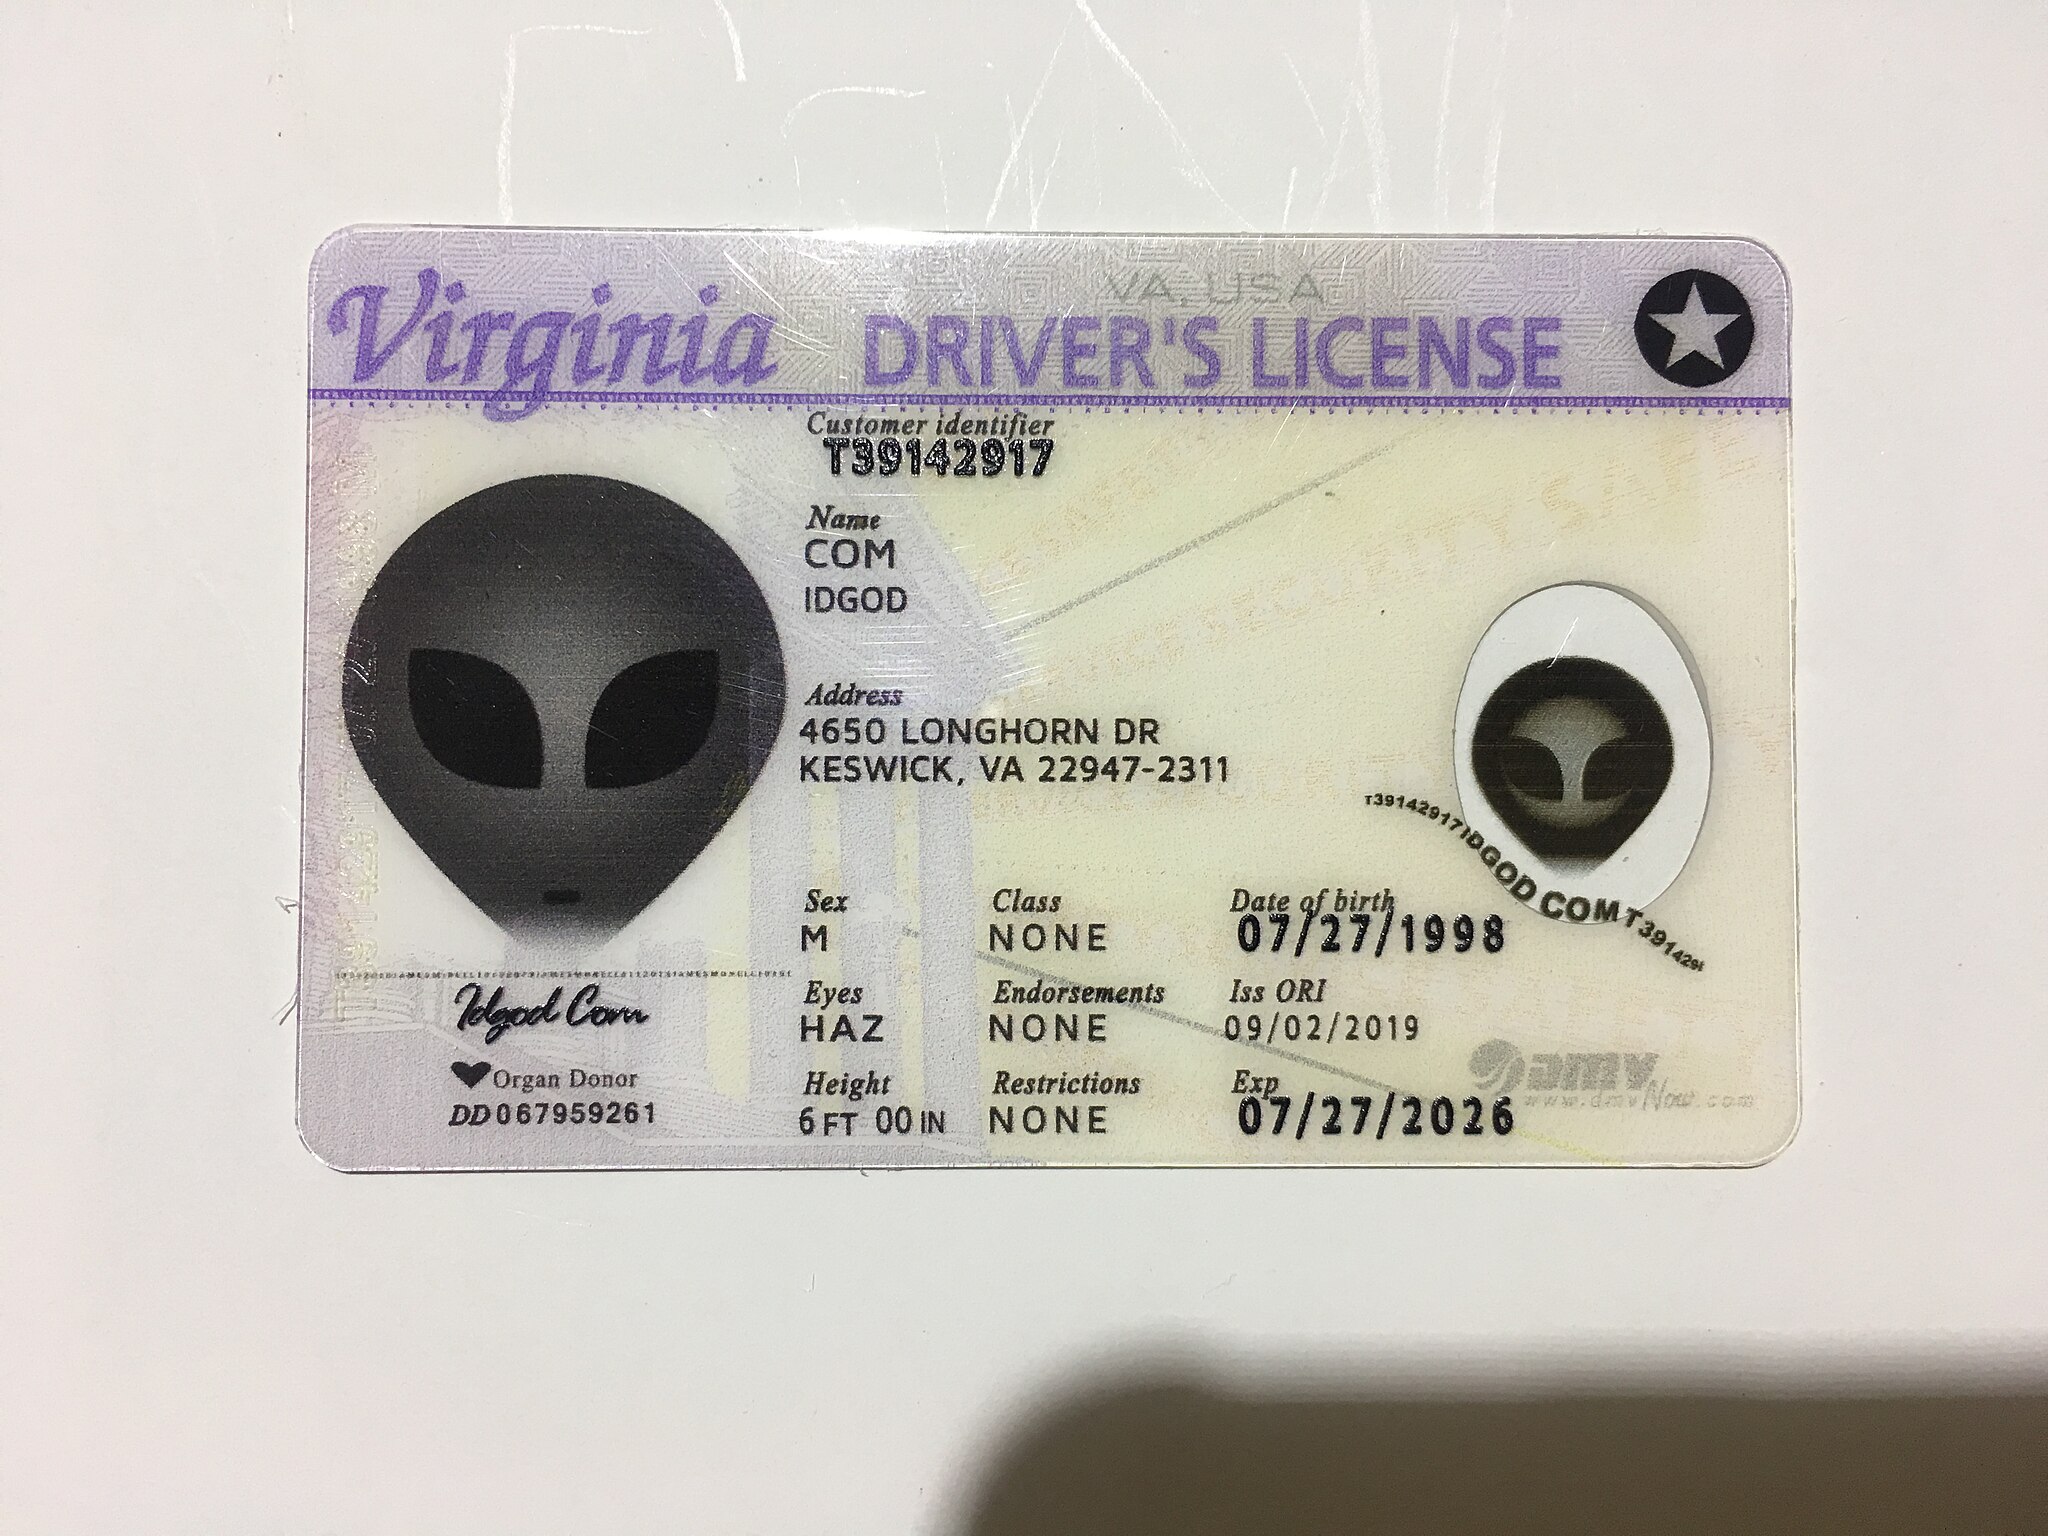 VA, USA
Virginia DRIVER'S LICENSE
Customer identifier
T39142917
Name
COM
IDGOD
Address
4650 LONGHORN DR
KESWICK, VA 22947-2311
T39142917IDGOD COMT3914291
Sex Class Date of birth
M NONE 07/27/1998
Eyes Endorsements Iss ORI
HAZ NONE 09/02/2019
Height Restrictions Exp
6 FT 00 IN NONE 07/27/2026
Idgod Com
Organ Donor
DD 067959261
DMV
www.dmvNow.com